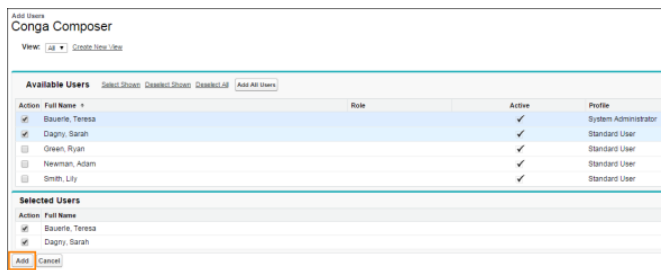 Add Users
Conga Composer
View: All Create New View
Available Users Select Shown Deselect Shown Deselect All Add All Users
Action Full Name Role Active Profile
Bauerle, Teresa System Administrator
Dagny, Sarah Standard User
Green, Ryan Standard User
Newman, Adam Standard User
Smith, Lily Standard User
Selected Users
Action Full Name
Bauerle, Teresa
Dagny, Sarah
Add Cancel